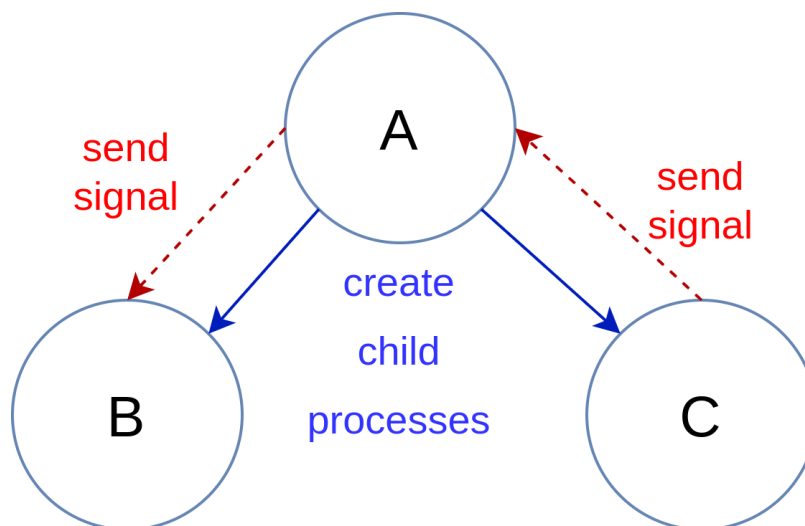 A
send
signal
send
signal
create
child
processes
B
C